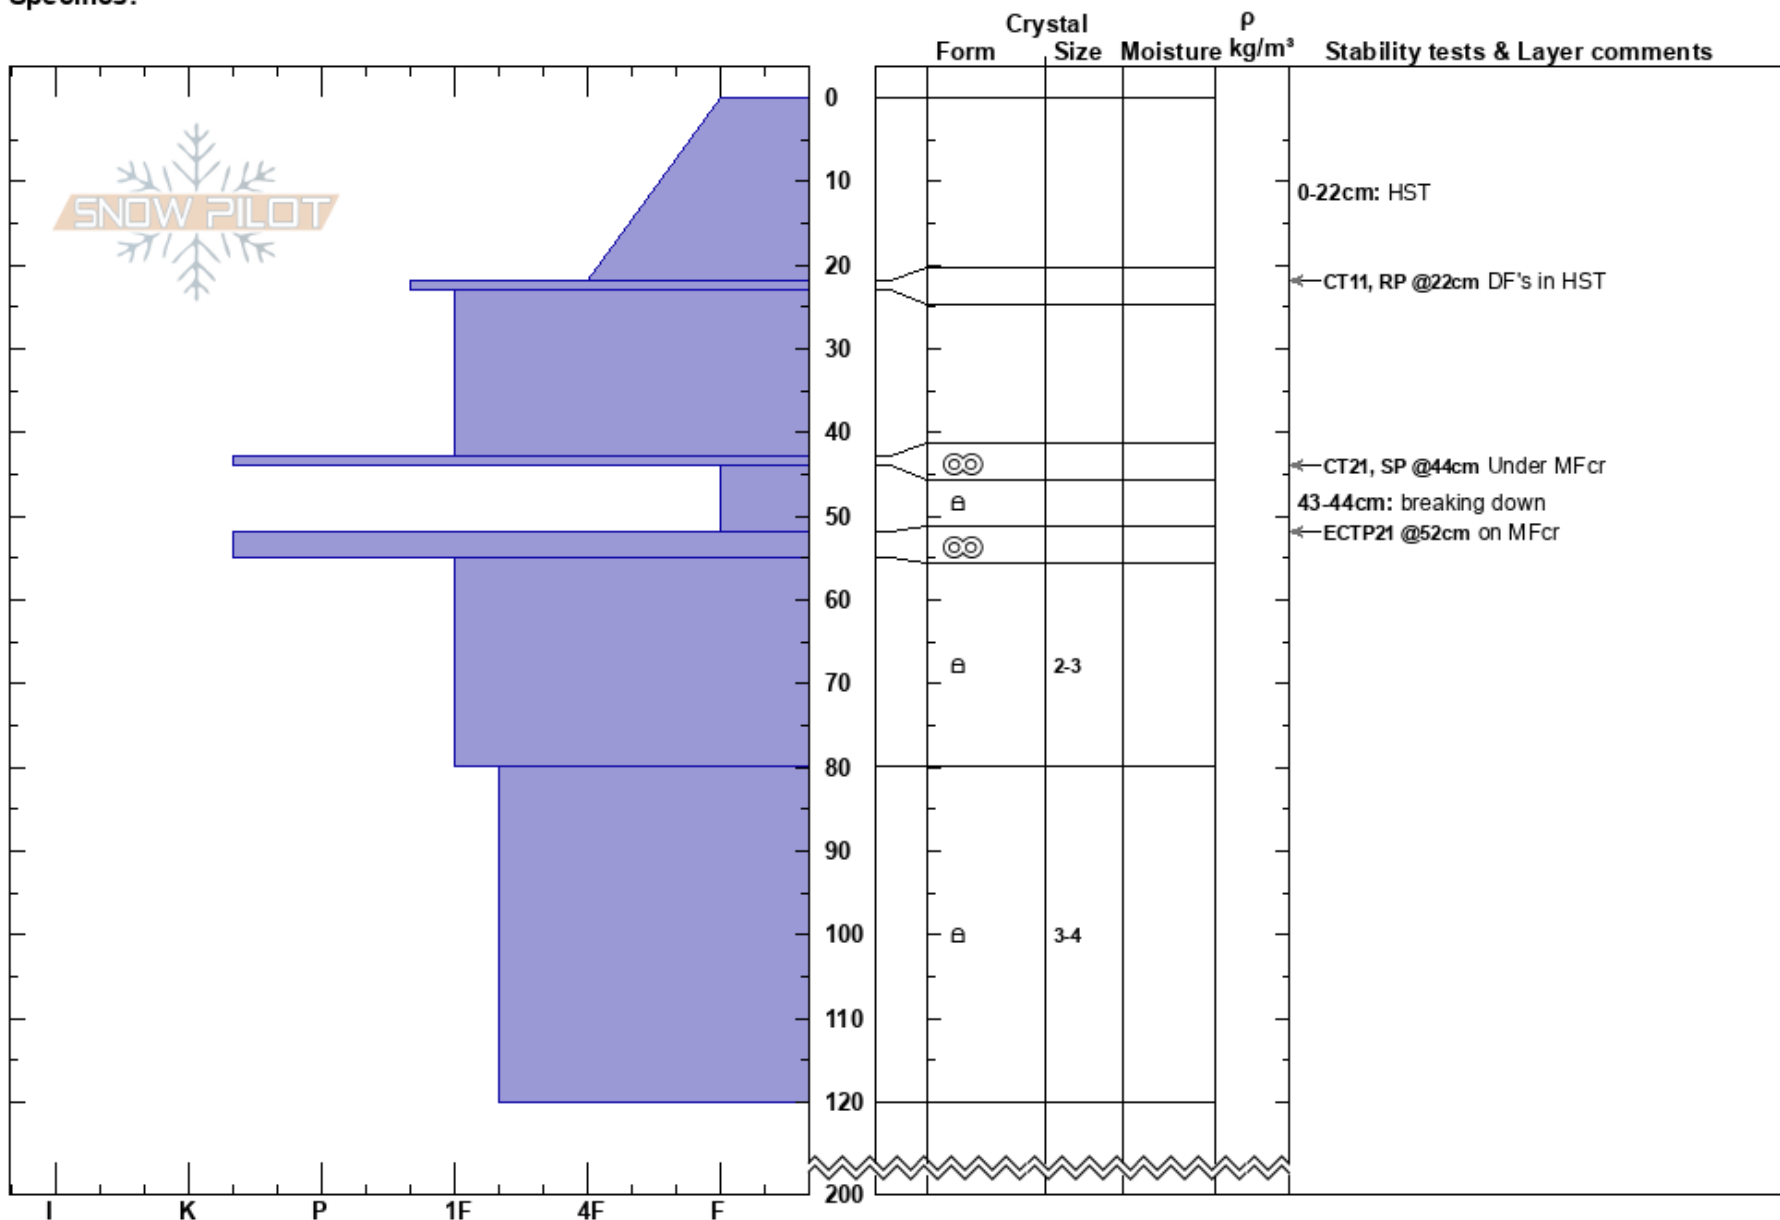 Specifics:
Crystal ρ
Form Size Moisture kg/m³ Stability tests & Layer comments
SNOW PILOT
0
10
0-22cm: HST
20
CT11, RP @22cm DF's in HST
30
40
CT21, SP @44cm Under MFcr
43-44cm: breaking down
50
ECTP21 @52cm on MFcr
60
2-3
70
80
90
100
3-4
110
120
200
I K P 1F 4F F